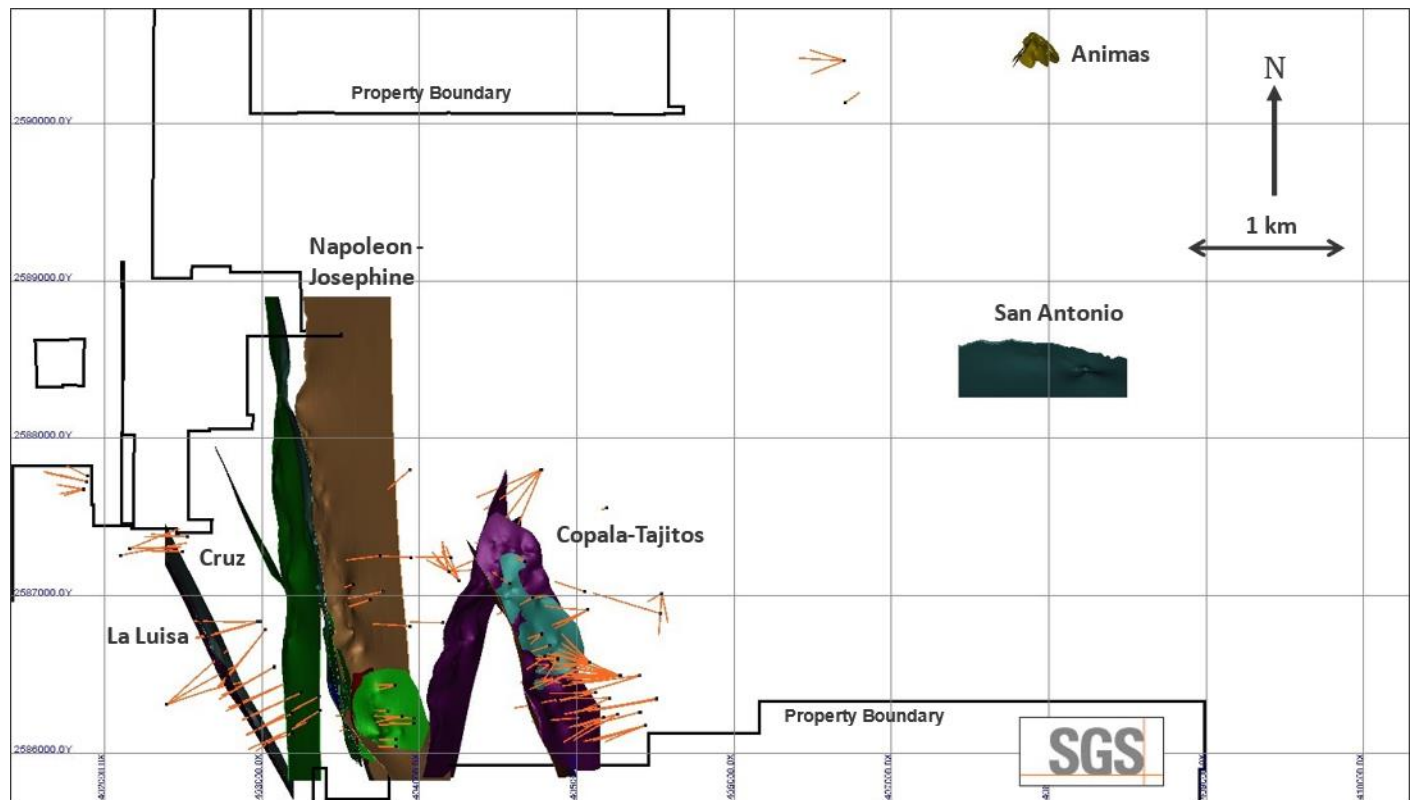 Animas
N
Property Boundary
2590000.0Y
1 km
Napoleon -
Josephine
2589000.0Y
San Antonio
2588000.0Y
Copala-Tajitos
Cruz
2587000.0Y
La Luisa
Property Boundary
SGS
2586000.0Y